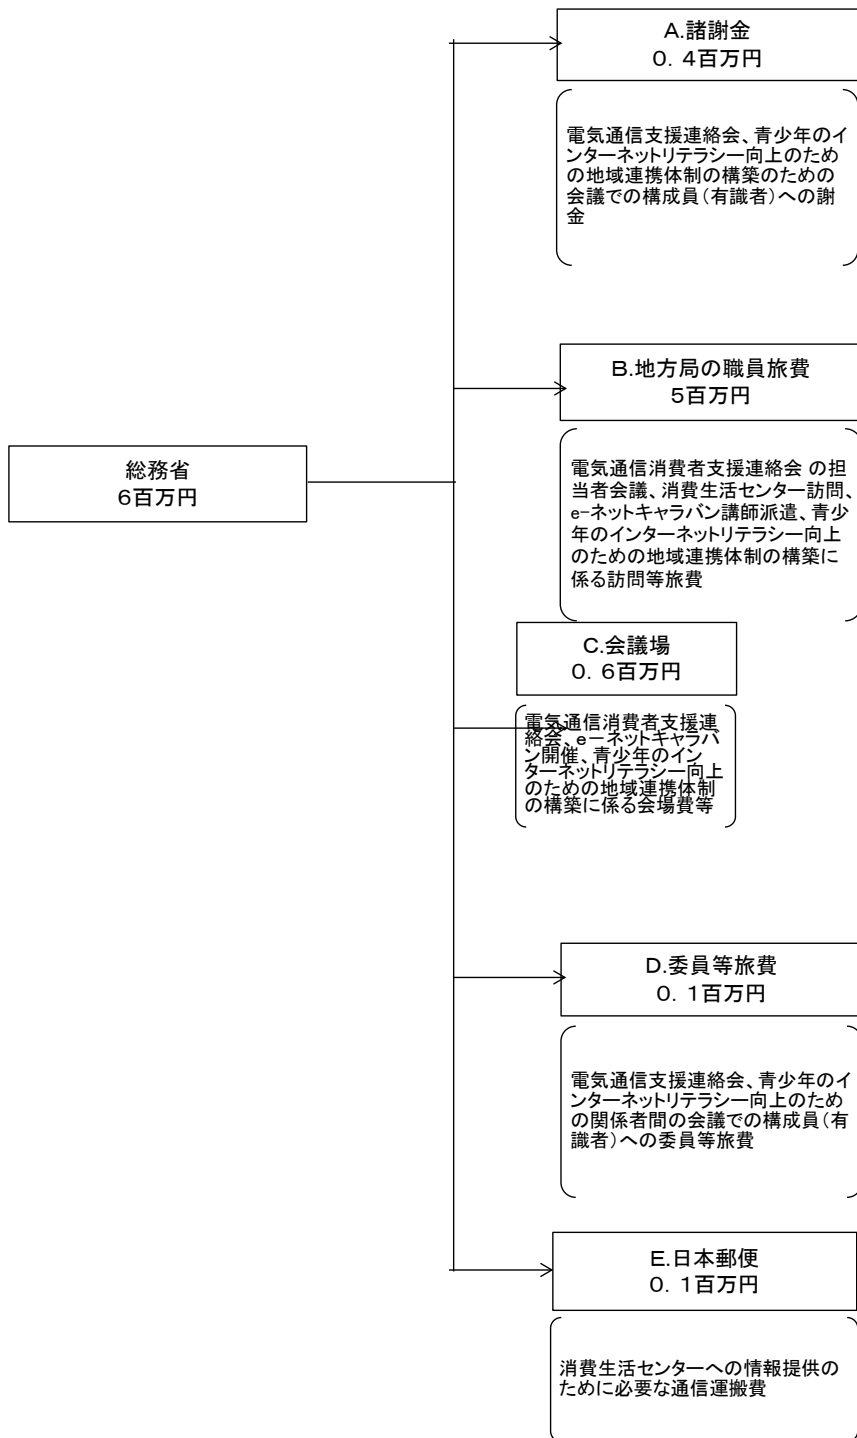 A.諸謝金
０．４百万円
電気通信支援連絡会、青少年のイ
ンターネットリテラシー向上のため
の地域連携体制の構築のための
会議での構成員（有識者）への謝
金
B.地方局の職員旅費
５百万円
総務省
６百万円
電気通信消費者支援連絡会 の担
当者会議、消費生活センター訪問、
e-ネットキャラバン講師派遣、青少
年のインターネットリテラシー向上
のための地域連携体制の構築に
係る訪問等旅費
C.会議場
０．６百万円
電気通信消費者支援連
絡会、e－ネットキャラバ
ン開催、青少年のイン
ターネットリテラシー向上
のための地域連携体制
の構築に係る会場費等
D.委員等旅費
０．１百万円
電気通信支援連絡会、青少年のイ
ンターネットリテラシー向上のため
の関係者間の会議での構成員（有
識者）への委員等旅費
E.日本郵便
０．１百万円
消費生活センターへの情報提供の
ために必要な通信運搬費